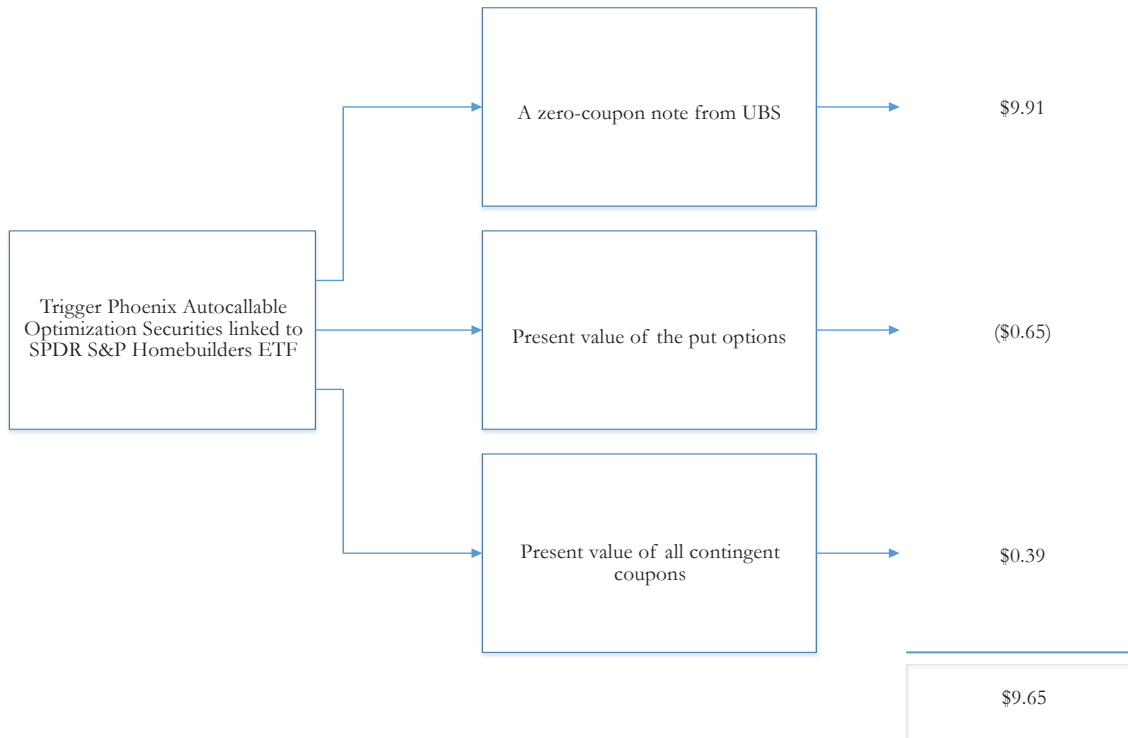 A zero-coupon note from UBS
$9.91
Trigger Phoenix Autocallable
Optimization Securities linked to
SPDR S&P Homebuilders ETF
Present value of the put options
($0.65)
Present value of all contingent
coupons
$0.39
$9.65